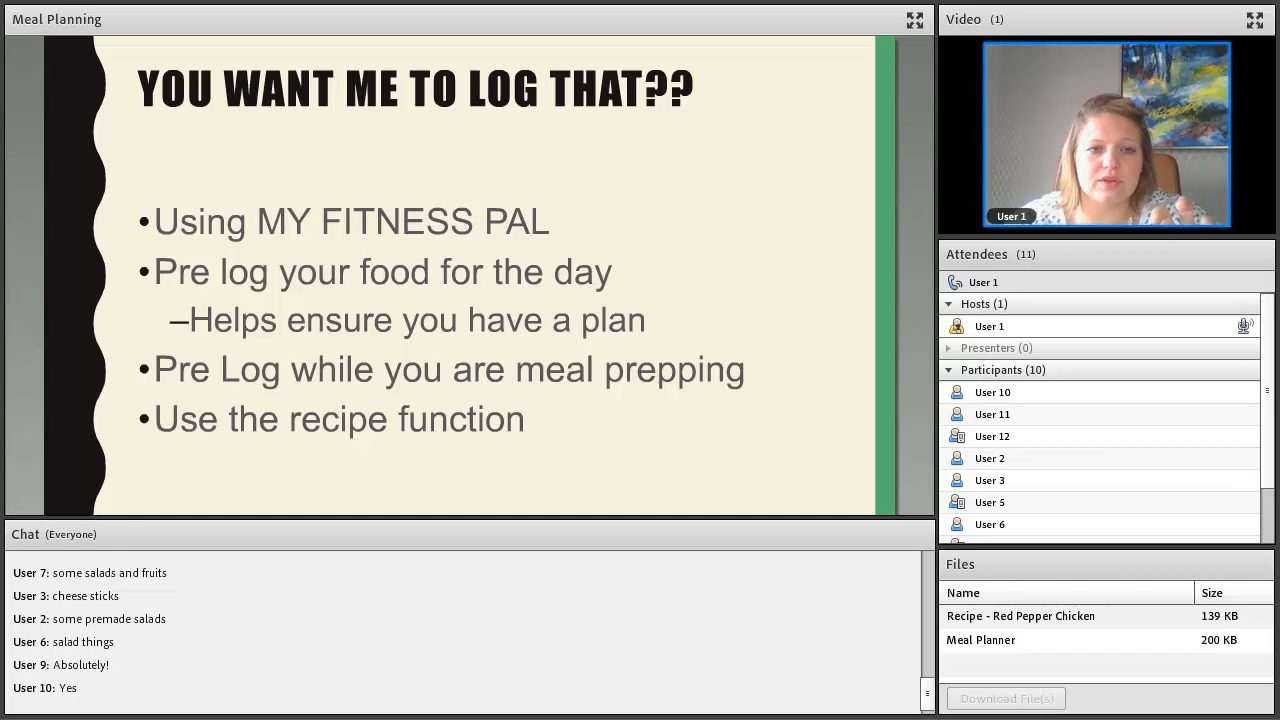 Meal Planning
YOU WANT ME TO LOG THAT??
•Using MY FITNESS PAL
•Pre log your food for the day
–Helps ensure you have a plan
•Pre Log while you are meal prepping
•Use the recipe function
Chat (Everyone)
User 7: some salads and fruits
User 3: cheese sticks
User 2: some premade salads
User 6: salad things
User 9: Absolutely!
User 10: Yes
Video (1)
User 1
Attendees (11)
User 1
Hosts (1)
User 1
Presenters (0)
Participants (10)
User 10
User 11
User 12
User 2
User 3
User 5
User 6
Files
Name Size
Recipe - Red Pepper Chicken 139 KB
Meal Planner 200 KB
Download File(s)